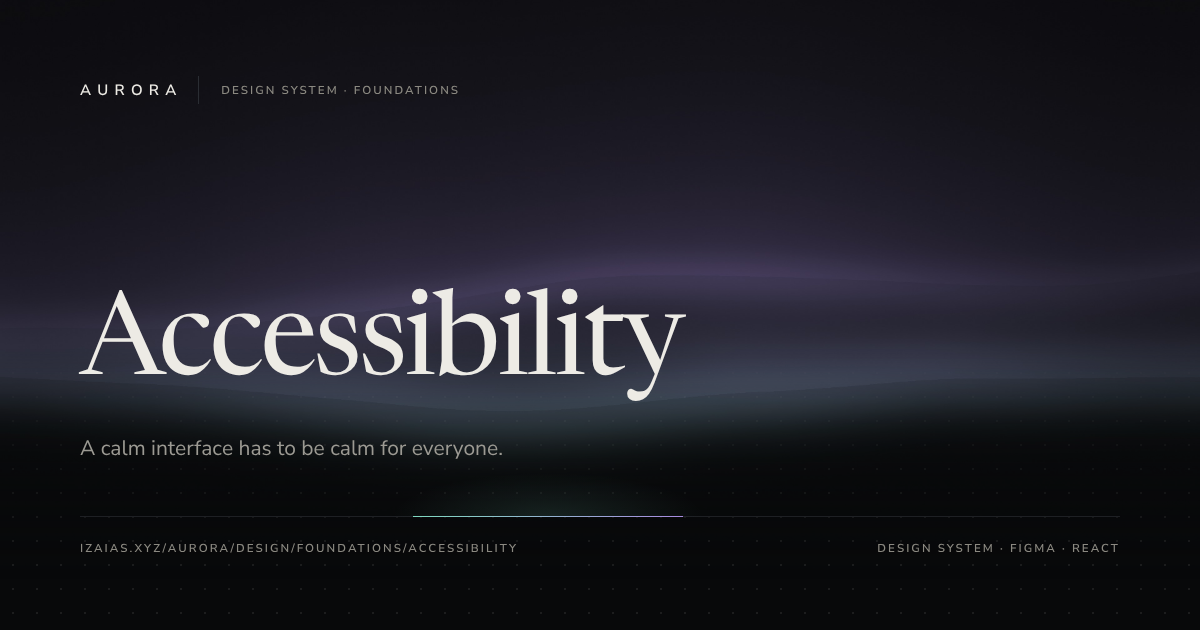 AURORA
DESIGN SYSTEM · FOUNDATIONS
Accessibility
A calm interface has to be calm for everyone.
IZAIAS.XYZ/AURORA/DESIGN/FOUNDATIONS/ACCESSIBILITY
DESIGN SYSTEM · FIGMA · REACT